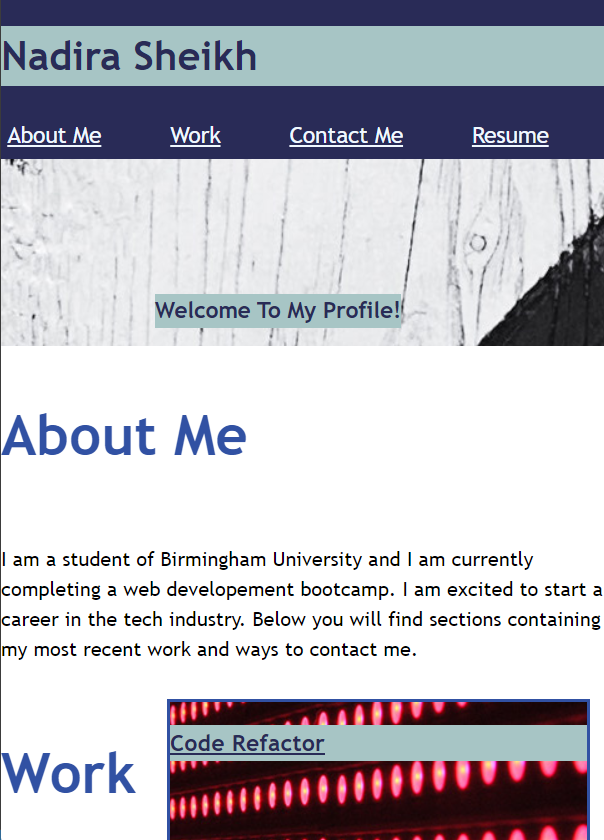 Nadira Sheikh
About Me Work Contact Me Resume
Welcome To My Profile!
About Me
I am a student of Birmingham University and I am currently
completing a web developement bootcamp. I am excited to start a
career in the tech industry. Below you will find sections containing
my most recent work and ways to contact me.
Code Refactor
Work